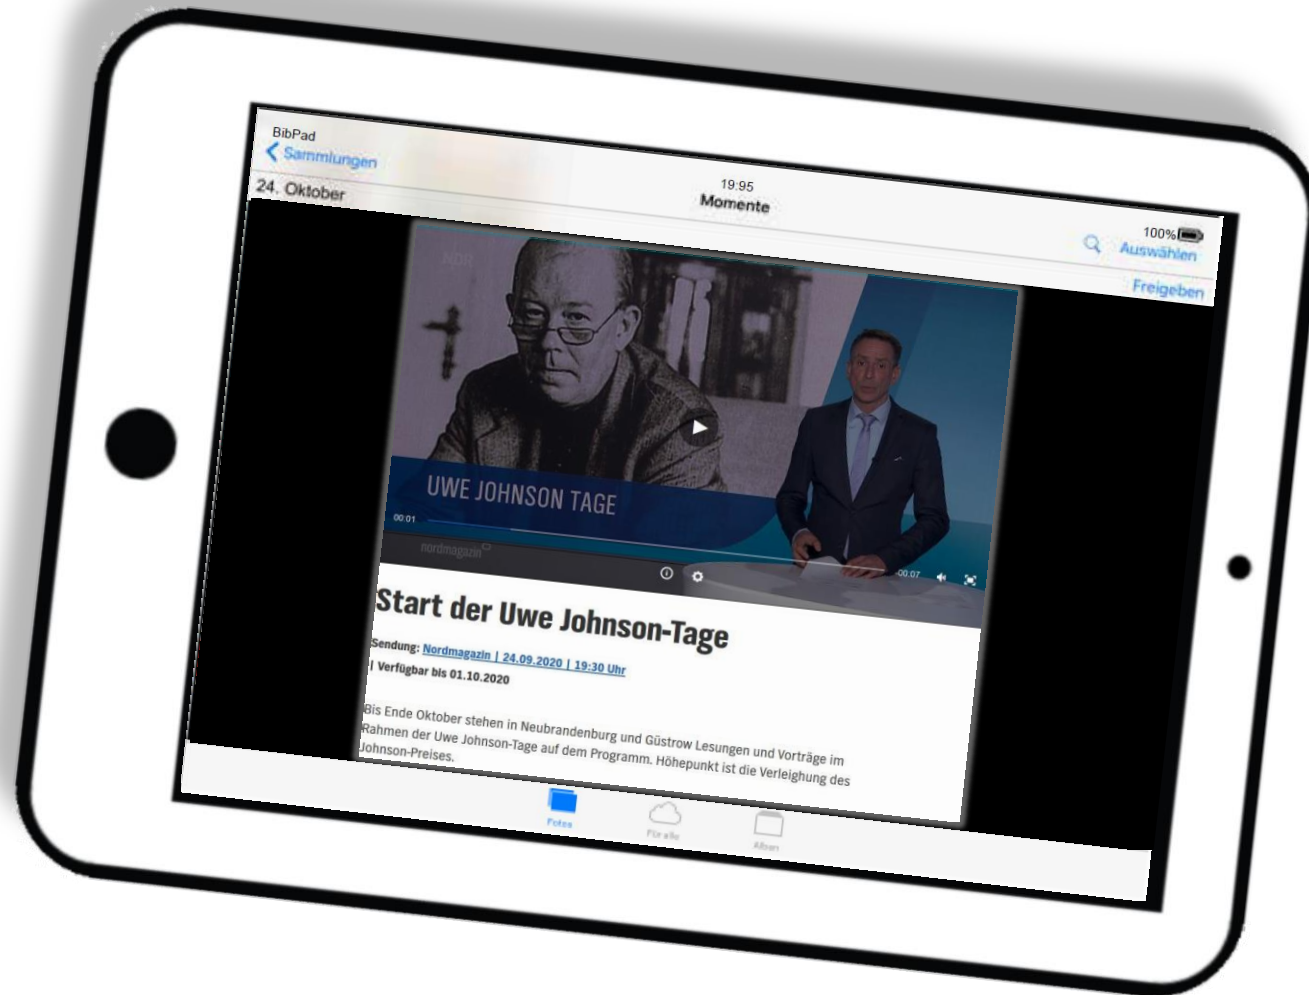 BibPad
Sammlungen
19:95
Momente
100%
Auswählen
24. Oktober
Freigeben
UWE JOHNSON TAGE
00:01
-00:07
nordmagazin
Start der Uwe Johnson-Tage
Sendung: Nordmagazin | 24.09.2020 | 19:30 Uhr
| Verfügbar bis 01.10.2020
Bis Ende Oktober stehen in Neubrandenburg und Güstrow Lesungen und Vorträge im
Rahmen der Uwe Johnson-Tage auf dem Programm. Höhepunkt ist die Verleighung des
Johnson-Preises.
Fotos
Für alle
Alben